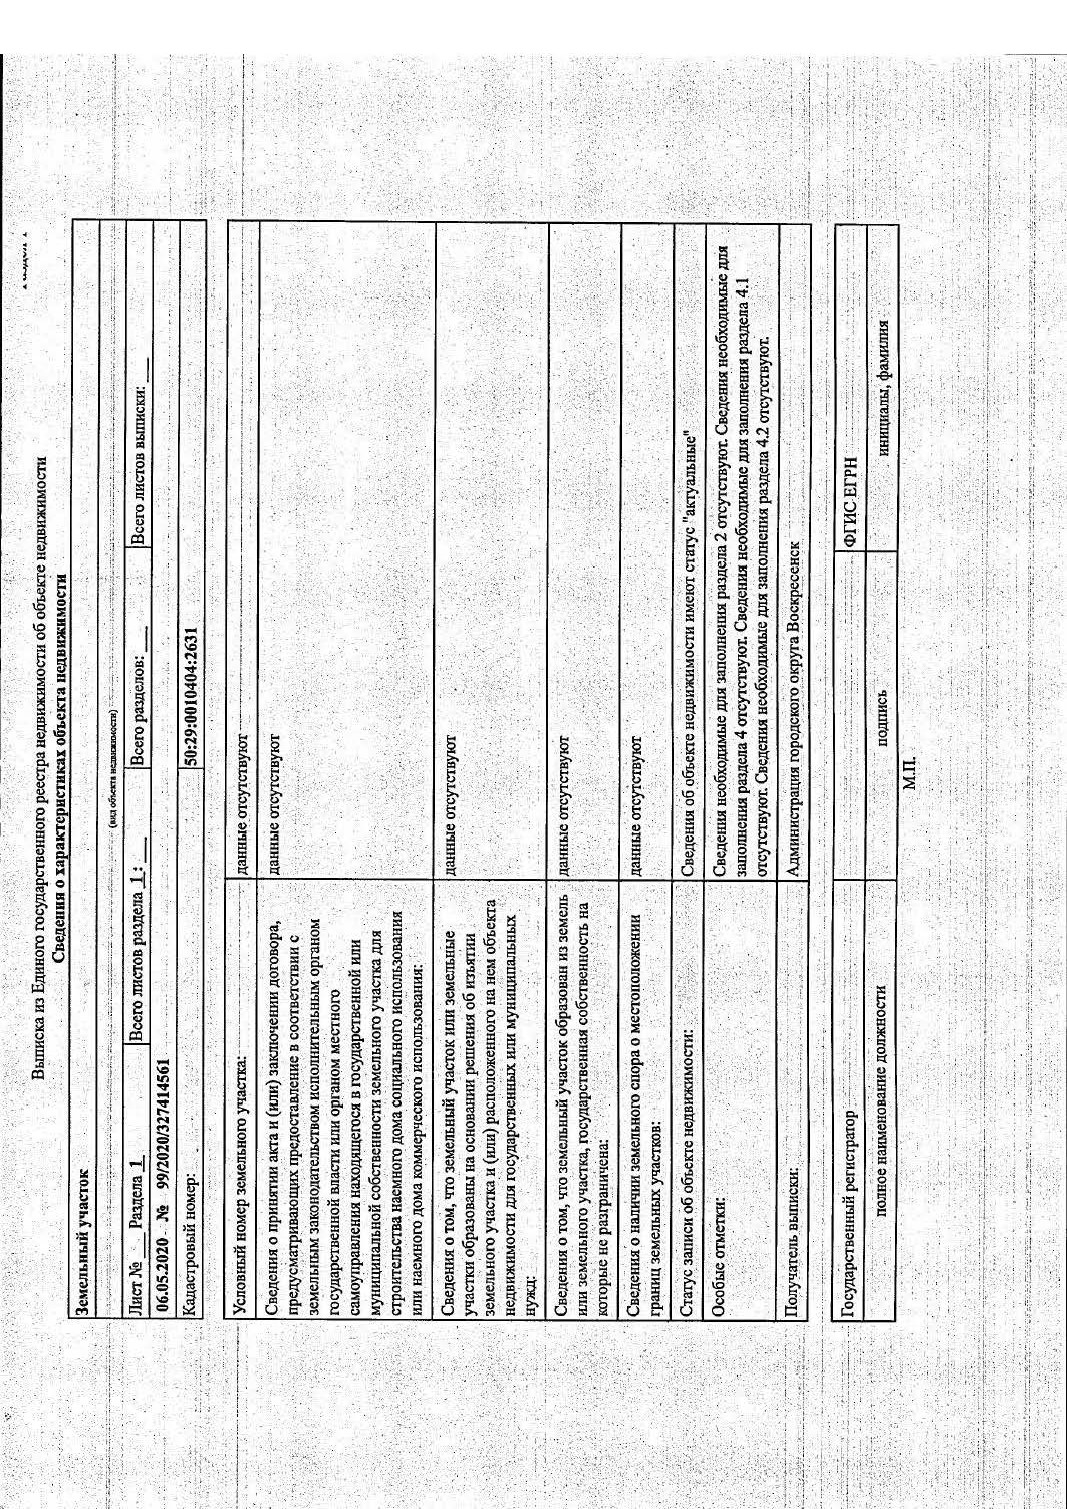 Выписка из Единого государственного реестра недвижимости об объекте недвижимости
Сведения о характеристиках объекта недвижимости
Земельный участок
(вид объекта недвижимости)
Лист № ___ Раздела 1 Всего листов раздела 1 : ___ Всего разделов: ___ Всего листов выписки: ___
06.05.2020 № 99/2020/327414561
Кадастровый номер: 50:29:0010404:2631
Условный номер земельного участка: данные отсутствуют
Сведения о принятии акта и (или) заключении договора, данные отсутствуют
предусматривающих предоставление в соответствии с
земельным законодательством исполнительным органом
государственной власти или органом местного
самоуправления находящегося в государственной или
муниципальной собственности земельного участка для
строительства наемного дома социального использования
или наемного дома коммерческого использования:
Сведения о том, что земельный участок или земельные данные отсутствуют
участки образованы на основании решения об изъятии
земельного участка и (или) расположенного на нем объекта
недвижимости для государственных или муниципальных
нужд:
Сведения о том, что земельный участок образован из земель данные отсутствуют
или земельного участка, государственная собственность на
которые не разграничена:
Сведения о наличии земельного спора о местоположении данные отсутствуют
границ земельных участков:
Статус записи об объекте недвижимости: Сведения об объекте недвижимости имеют статус "актуальные"
Особые отметки: Сведения необходимые для заполнения раздела 2 отсутствуют. Сведения необходимые для
заполнения раздела 4 отсутствуют. Сведения необходимые для заполнения раздела 4.1
отсутствуют. Сведения необходимые для заполнения раздела 4.2 отсутствуют.
Получатель выписки: Администрация городского округа Воскресенск
Государственный регистратор ФГИС ЕГРН
полное наименование должности подпись инициалы, фамилия
М.П.